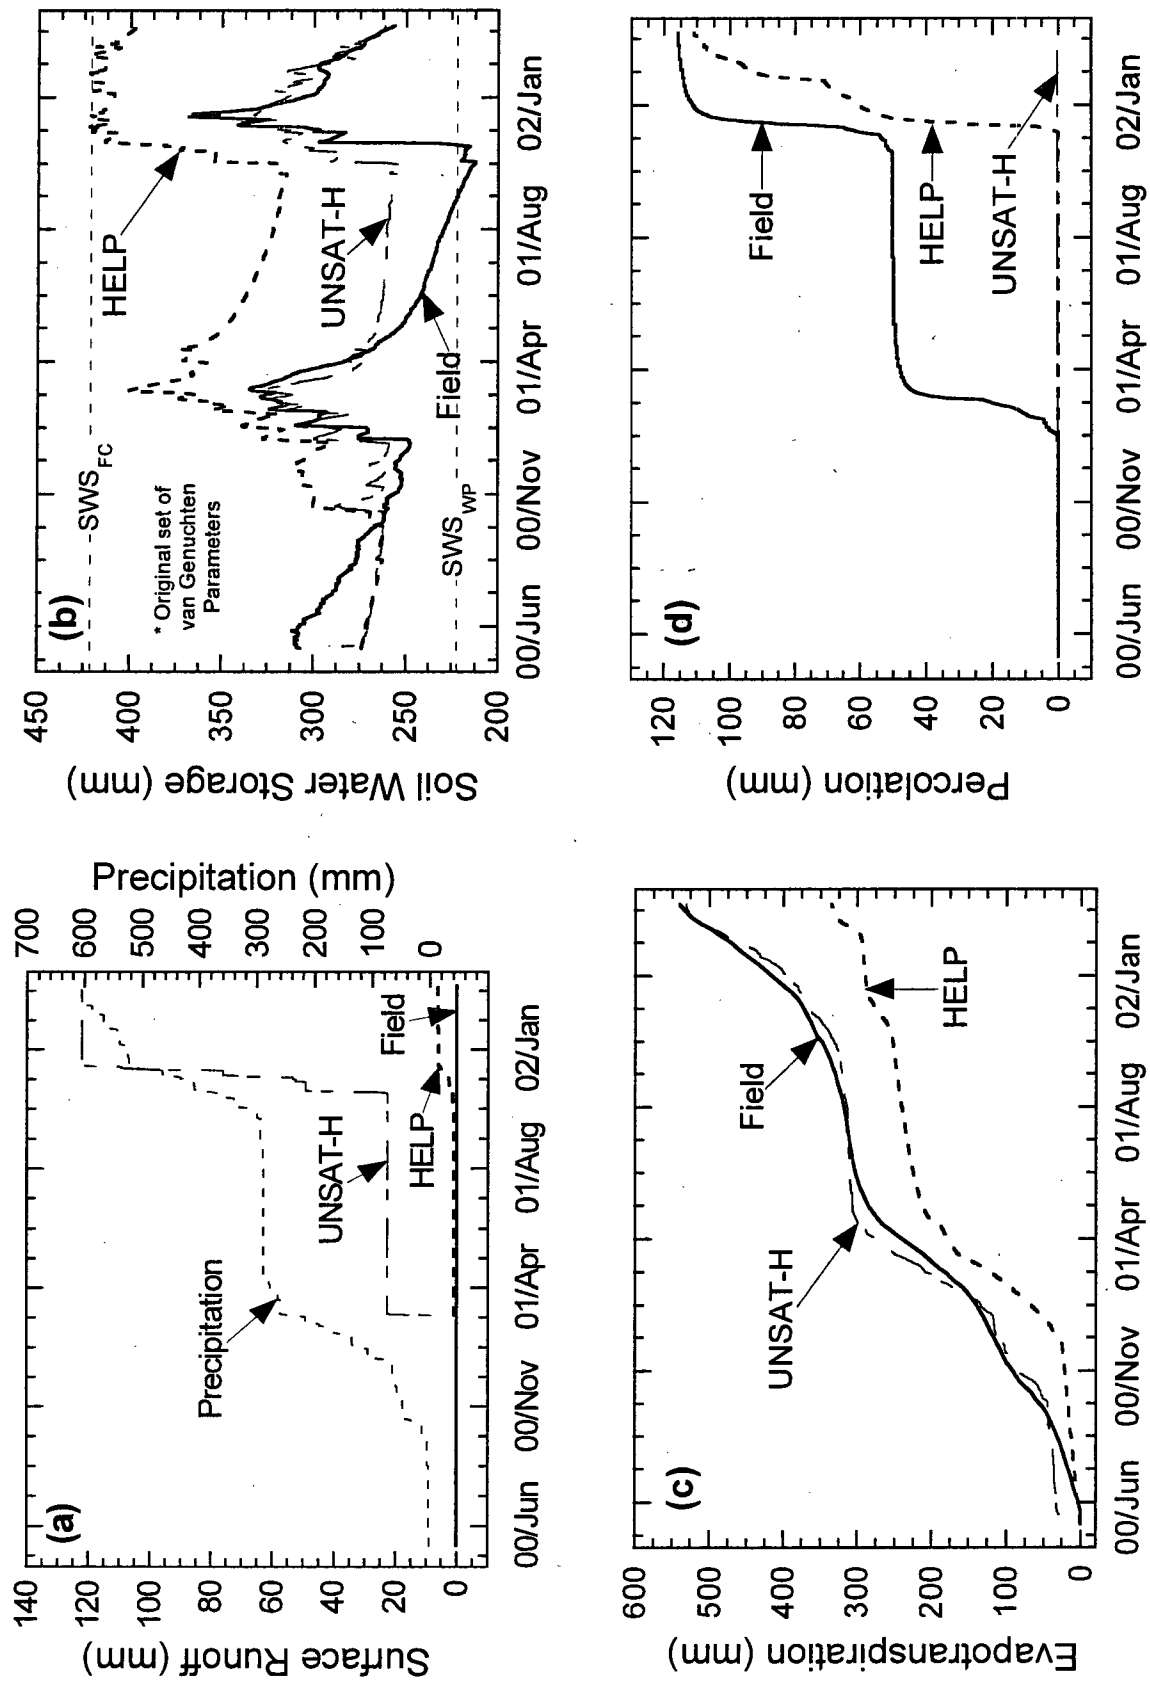 (a)
Surface Runoff (mm)
140
120
100
80
60
40
20
0
Precipitation (mm)
700
600
500
400
300
200
100
0
Precipitation
UNSAT-H
HELP
Field
00/Jun
00/Nov
01/Apr
01/Aug
02/Jan
(b)
Soil Water Storage (mm)
450
400
350
300
250
200
SWS FC
HELP
* Original set of
van Genuchten
Parameters
UNSAT-H
Field
SWS WP
00/Jun
00/Nov
01/Apr
01/Aug
02/Jan
(c)
Evapotranspiration (mm)
600
500
400
300
200
100
0
UNSAT-H
Field
HELP
00/Jun
00/Nov
01/Apr
01/Aug
02/Jan
(d)
Percolation (mm)
120
100
80
60
40
20
0
Field
HELP
UNSAT-H
00/Jun
00/Nov
01/Apr
01/Aug
02/Jan